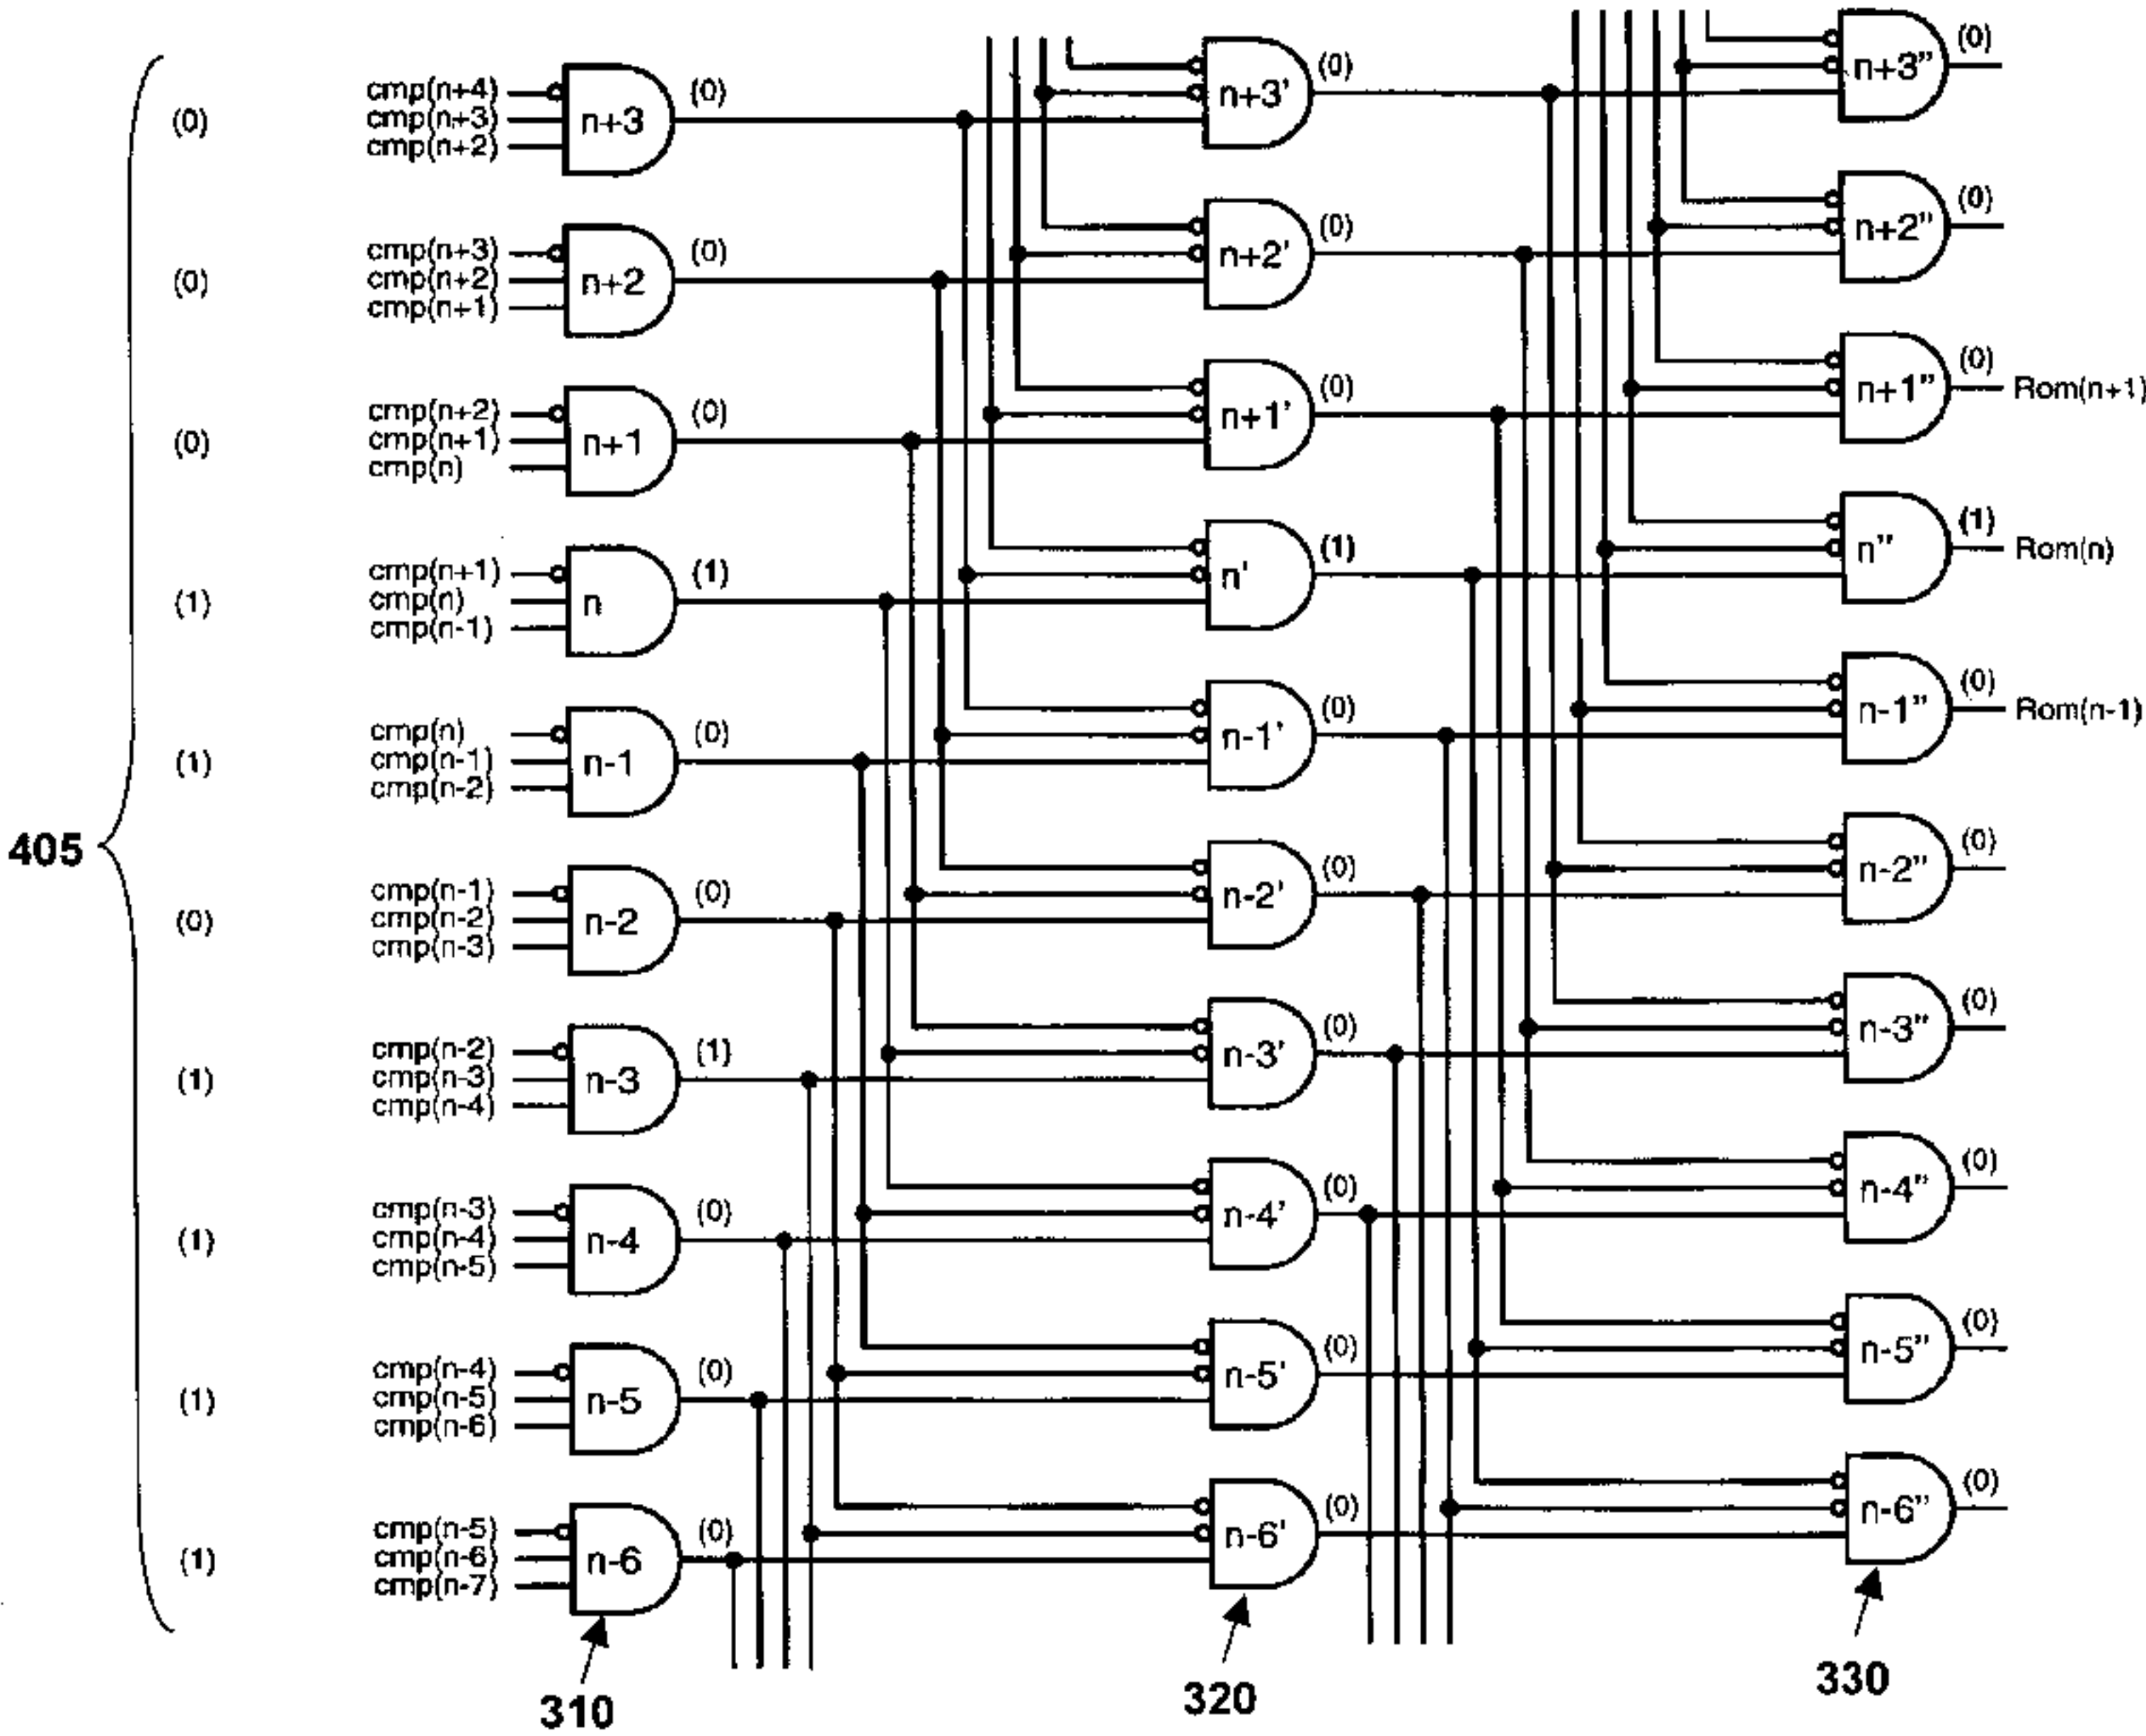 (0)
cmp(n+4)
cmp(n+3)
cmp(n+2)
n+3
(0)
n+3'
(0)
n+3"
(0)
(0)
cmp(n+3)
cmp(n+2)
cmp(n+1)
n+2
(0)
n+2'
(0)
n+2"
(0)
(0)
cmp(n+2)
cmp(n+1)
cmp(n)
n+1
(0)
n+1'
(0)
n+1"
(0)
Rom(n+1)
(1)
cmp(n+1)
cmp(n)
cmp(n-1)
n
(1)
n'
(1)
n"
(1)
Rom(n)
(1)
cmp(n)
cmp(n-1)
cmp(n-2)
n-1
(0)
n-1'
(0)
n-1"
(0)
Rom(n-1)
405
(0)
cmp(n-1)
cmp(n-2)
cmp(n-3)
n-2
(0)
n-2'
(0)
n-2"
(0)
(1)
cmp(n-2)
cmp(n-3)
cmp(n-4)
n-3
(1)
n-3'
(0)
n-3"
(0)
(1)
cmp(n-3)
cmp(n-4)
cmp(n-5)
n-4
(0)
n-4'
(0)
n-4"
(0)
(1)
cmp(n-4)
cmp(n-5)
cmp(n-6)
n-5
(0)
n-5'
(0)
n-5"
(0)
(1)
cmp(n-5)
cmp(n-6)
cmp(n-7)
n-6
(0)
n-6'
(0)
n-6"
(0)
310
320
330